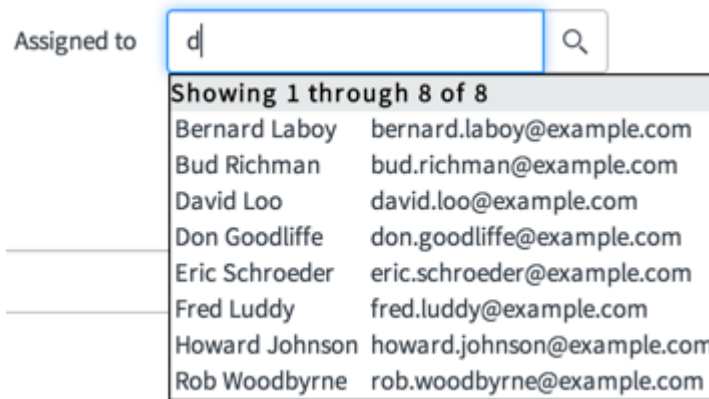 Assigned to d
Showing 1 through 8 of 8
Bernard Laboy bernard.laboy@example.com
Bud Richman bud.richman@example.com
David Loo david.loo@example.com
Don Goodliffe don.goodliffe@example.com
Eric Schroeder eric.schroeder@example.com
Fred Luddy fred.luddy@example.com
Howard Johnson howard.johnson@example.com
Rob Woodbyrne rob.woodbyrne@example.com